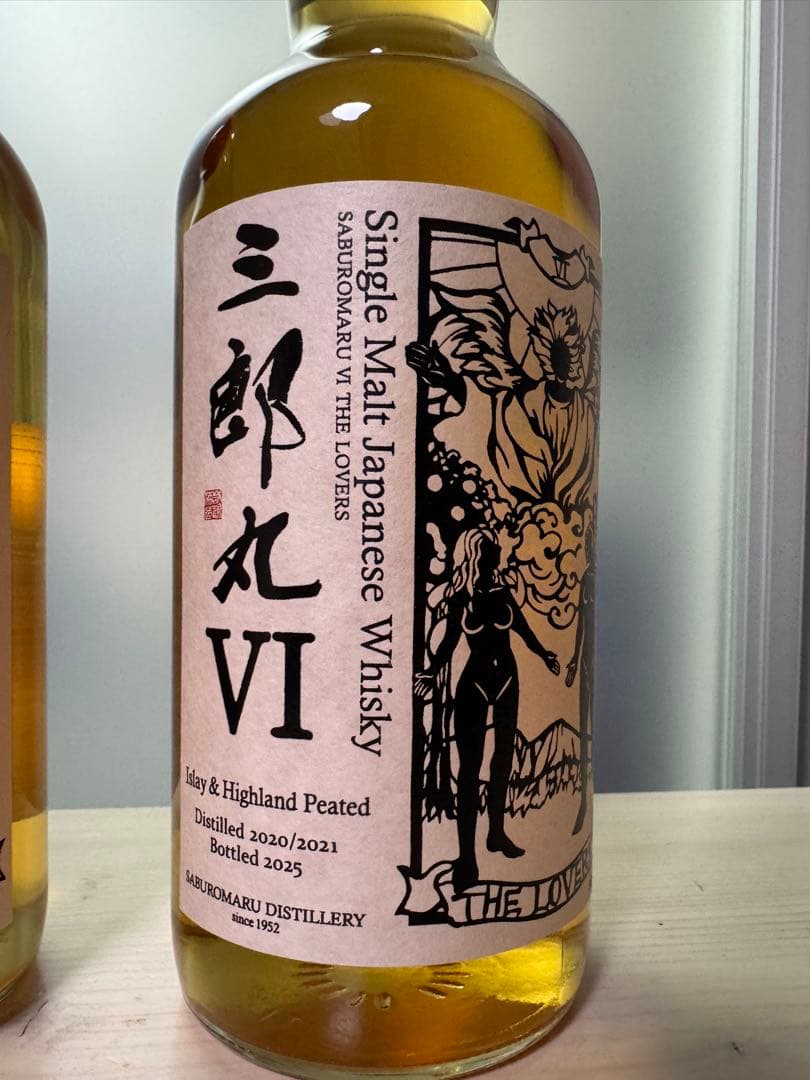 三郎丸
VI
Single Malt Japanese Whisky
SABUROMARU VI THE LOVERS
Islay & Highland Peated
Distilled 2020/2021
Bottled 2025
SABUROMARU DISTILLERY
since 1952
VI
THE LOVER